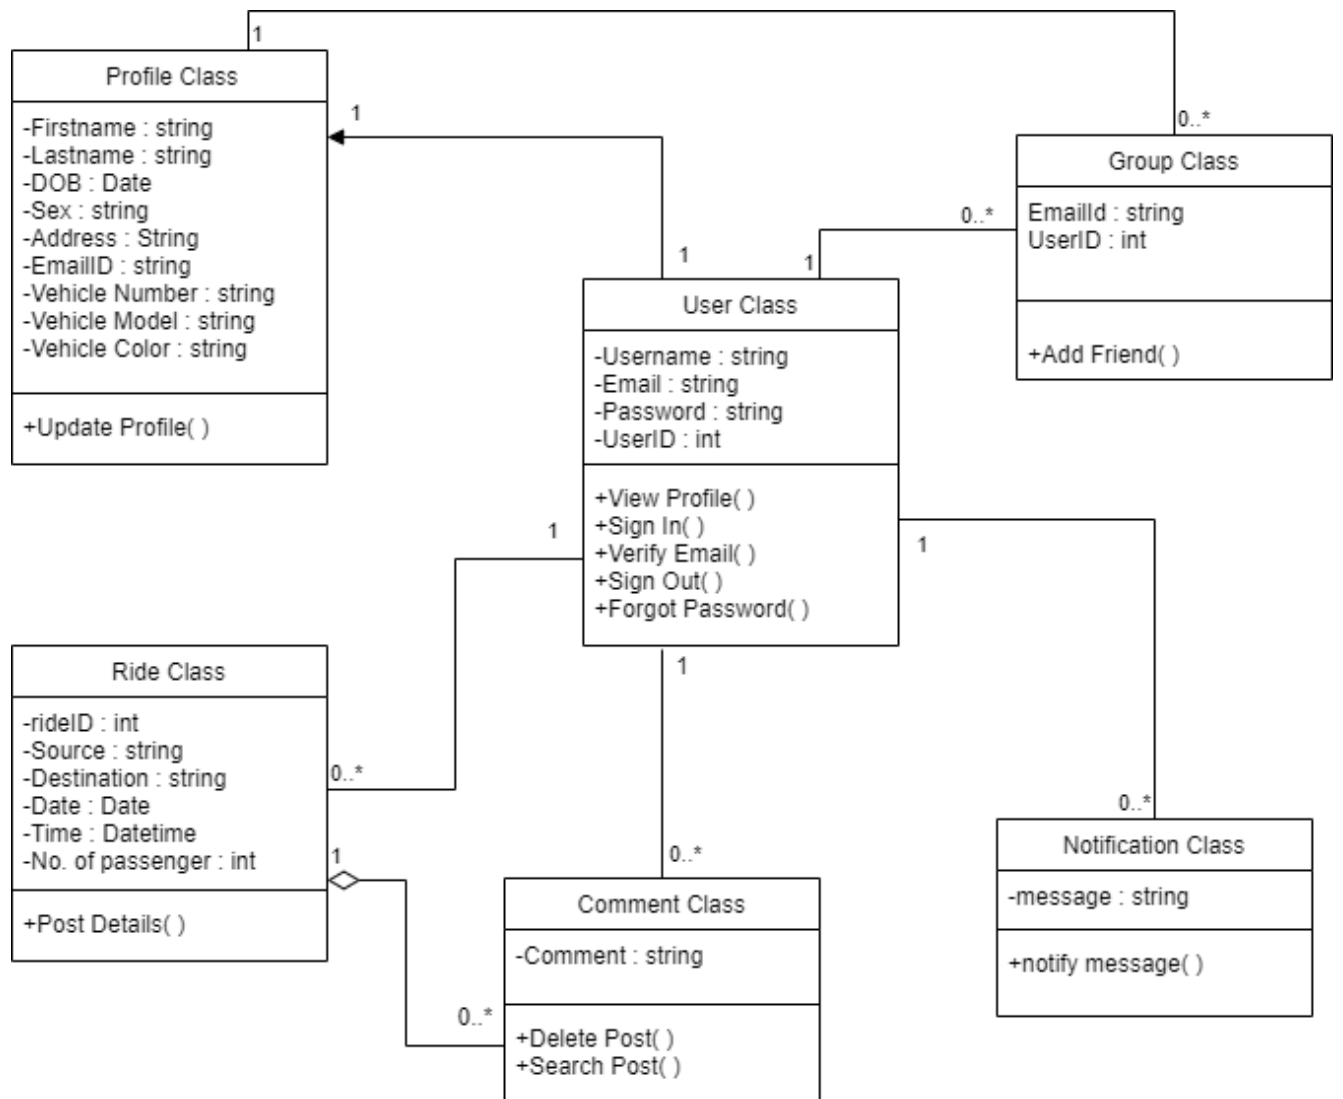 1
Profile Class
-Firstname : string
-Lastname : string
-DOB : Date
-Sex : string
-Address : String
-EmailID : string
-Vehicle Number : string
-Vehicle Model : string
-Vehicle Color : string
+Update Profile( )
1
0..*
Group Class
EmailId : string
UserID : int
+Add Friend( )
0..*
1
1
User Class
-Username : string
-Email : string
-Password : string
-UserID : int
+View Profile( )
+Sign In( )
+Verify Email( )
+Sign Out( )
+Forgot Password( )
1
1
1
Ride Class
-rideID : int
-Source : string
-Destination : string
-Date : Date
-Time : Datetime
-No. of passenger : int
+Post Details( )
0..*
1
0..*
0..*
Comment Class
-Comment : string
+Delete Post( )
+Search Post( )
0..*
Notification Class
-message : string
+notify message( )